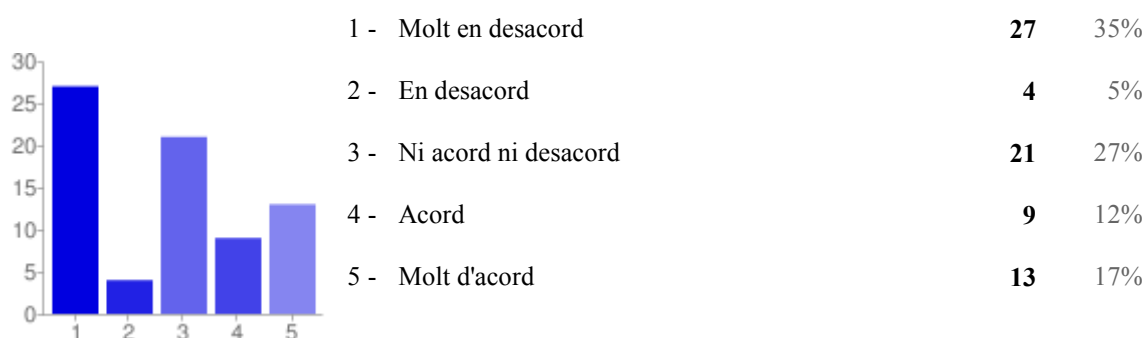 1 - Molt en desacord 27 35%
30
2 - En desacord 4 5%
25
20
3 - Ni acord ni desacord 21 27%
15
4 - Acord 9 12%
10
5 - Molt d'acord 13 17%
5
0
1 2 3 4 5